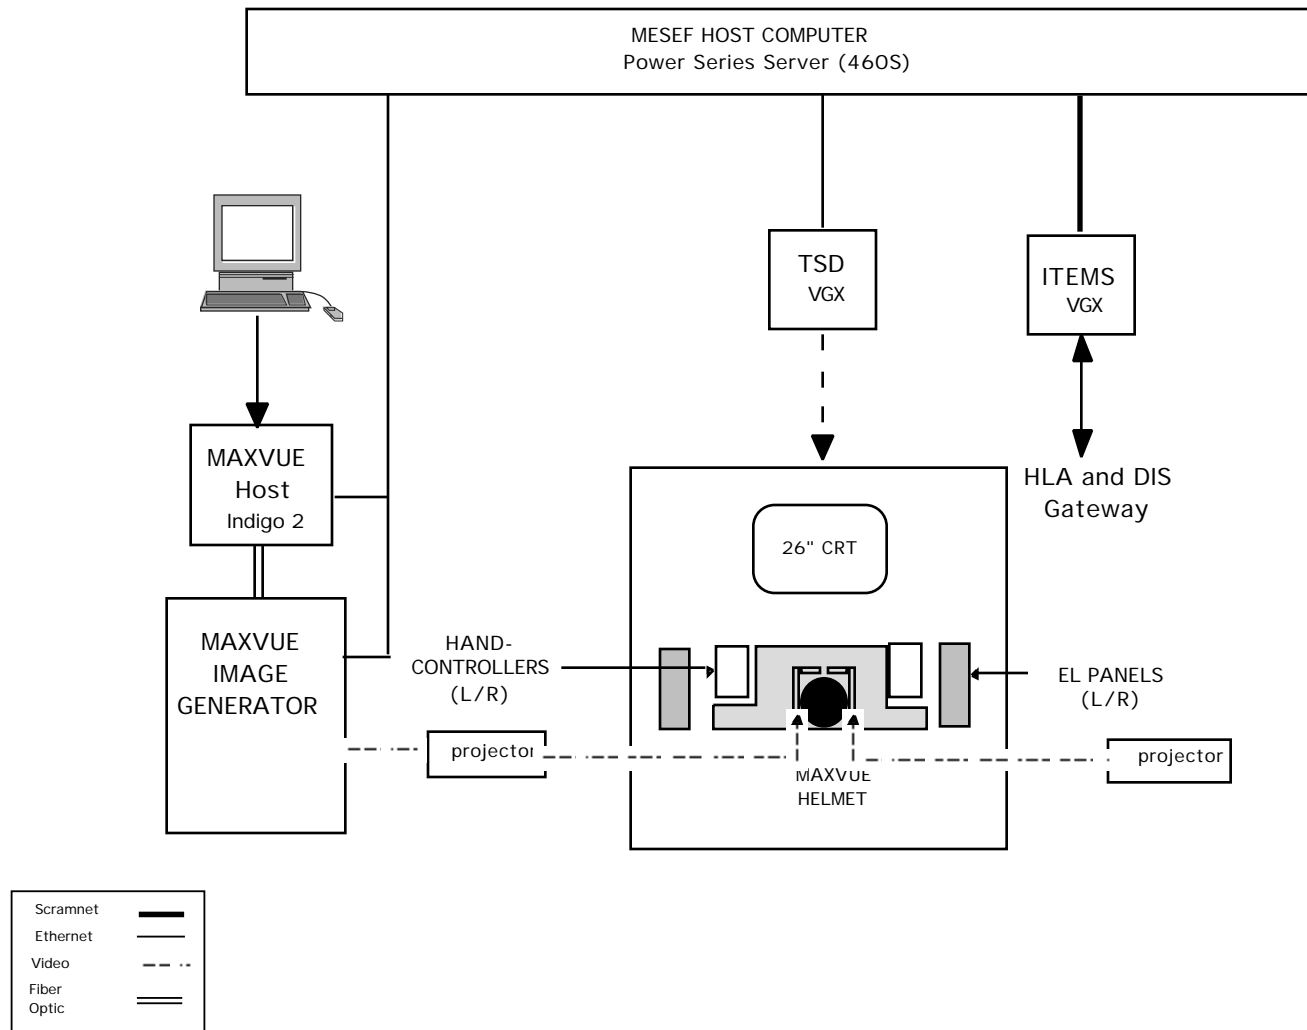 MESEF HOST COMPUTER
Power Series Server (460S)
TSD
VGX
ITEMS
VGX
MAXVUE
Host
Indigo 2
HLA and DIS
Gateway
26" CRT
MAXVUE
IMAGE
GENERATOR
HAND-
CONTROLLERS
(L/R)
EL PANELS
(L/R)
projector
projector
MAXVUE
HELMET
Scramnet
Ethernet
Video
Fiber
Optic